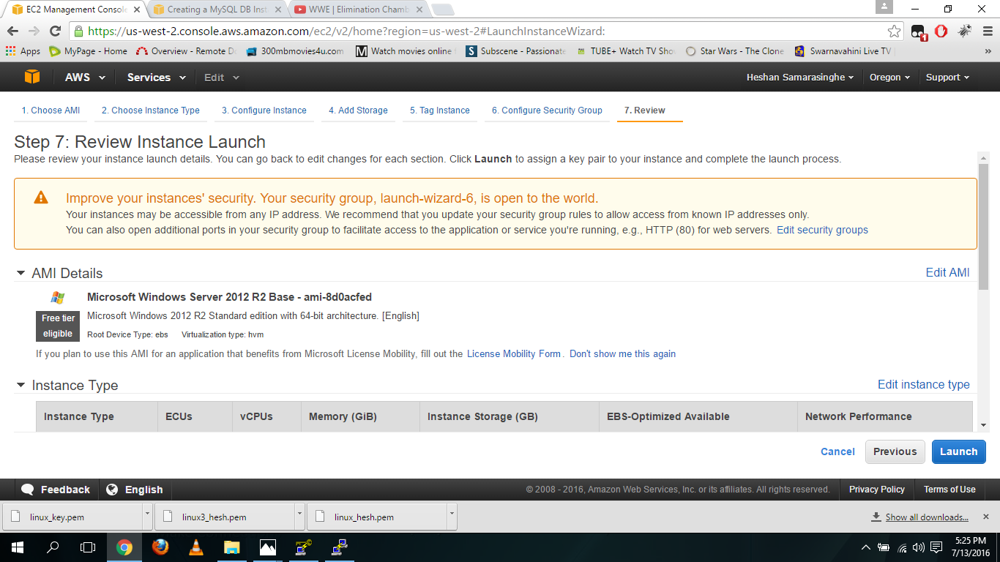 EC2 Management Console
Creating a MySQL DB Inst
WWE | Elimination Chamb
https://us-west-2.console.aws.amazon.com/ec2/v2/home?region=us-west-2#LaunchInstanceWizard:
1
Apps
MyPage - Home
Overview - Remote D
300mbmovies4u.com
Watch movies online
Subscene - Passionate
TUBE+ Watch TV Sho
Star Wars - The Clone
Swarnavahini Live TV
»
AWS
Services
Edit
Heshan Samarasinghe
Oregon
Support
1. Choose AMI
2. Choose Instance Type
3. Configure Instance
4. Add Storage
5. Tag Instance
6. Configure Security Group
7. Review
Step 7: Review Instance Launch
Please review your instance launch details. You can go back to edit changes for each section. Click Launch to assign a key pair to your instance and complete the launch process.
Improve your instances' security. Your security group, launch-wizard-6, is open to the world.
Your instances may be accessible from any IP address. We recommend that you update your security group rules to allow access from known IP addresses only.
You can also open additional ports in your security group to facilitate access to the application or service you're running, e.g., HTTP (80) for web servers. Edit security groups
AMI Details
Edit AMI
Microsoft Windows Server 2012 R2 Base - ami-8d0acfed
Free tier
eligible
Microsoft Windows 2012 R2 Standard edition with 64-bit architecture. [English]
Root Device Type: ebs Virtualization type: hvm
If you plan to use this AMI for an application that benefits from Microsoft License Mobility, fill out the License Mobility Form. Don't show me this again
Instance Type
Edit instance type
Instance Type
ECUs
vCPUs
Memory (GiB)
Instance Storage (GB)
EBS-Optimized Available
Network Performance
Cancel
Previous
Launch
Feedback
English
© 2008 - 2016, Amazon Web Services, Inc. or its affiliates. All rights reserved.
Privacy Policy
Terms of Use
linux_key.pem
linux3_hesh.pem
linux_hesh.pem
Show all downloads...
5:25 PM
7/13/2016